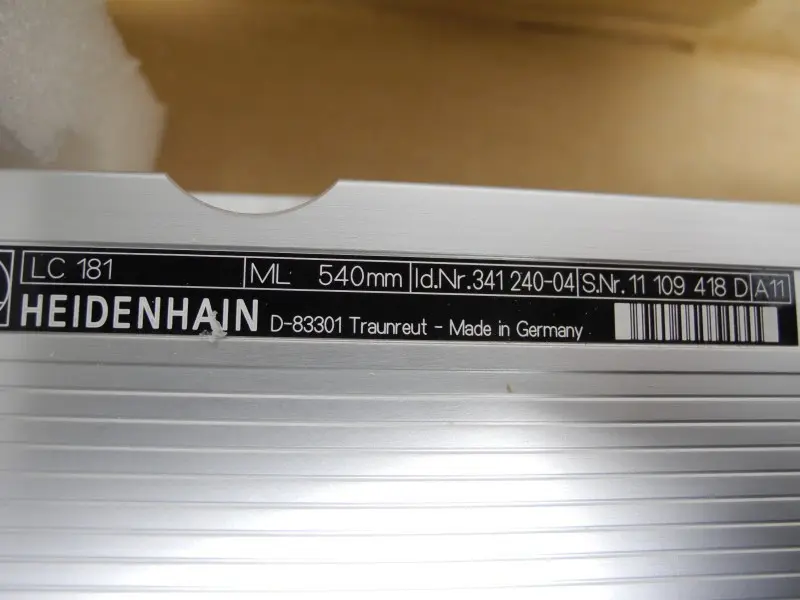 LC 181 ML 540mm Id.Nr.341 240-04 S.Nr. 11 109 418 D A11
HEIDENHAIN D-83301 Traunreut - Made in Germany